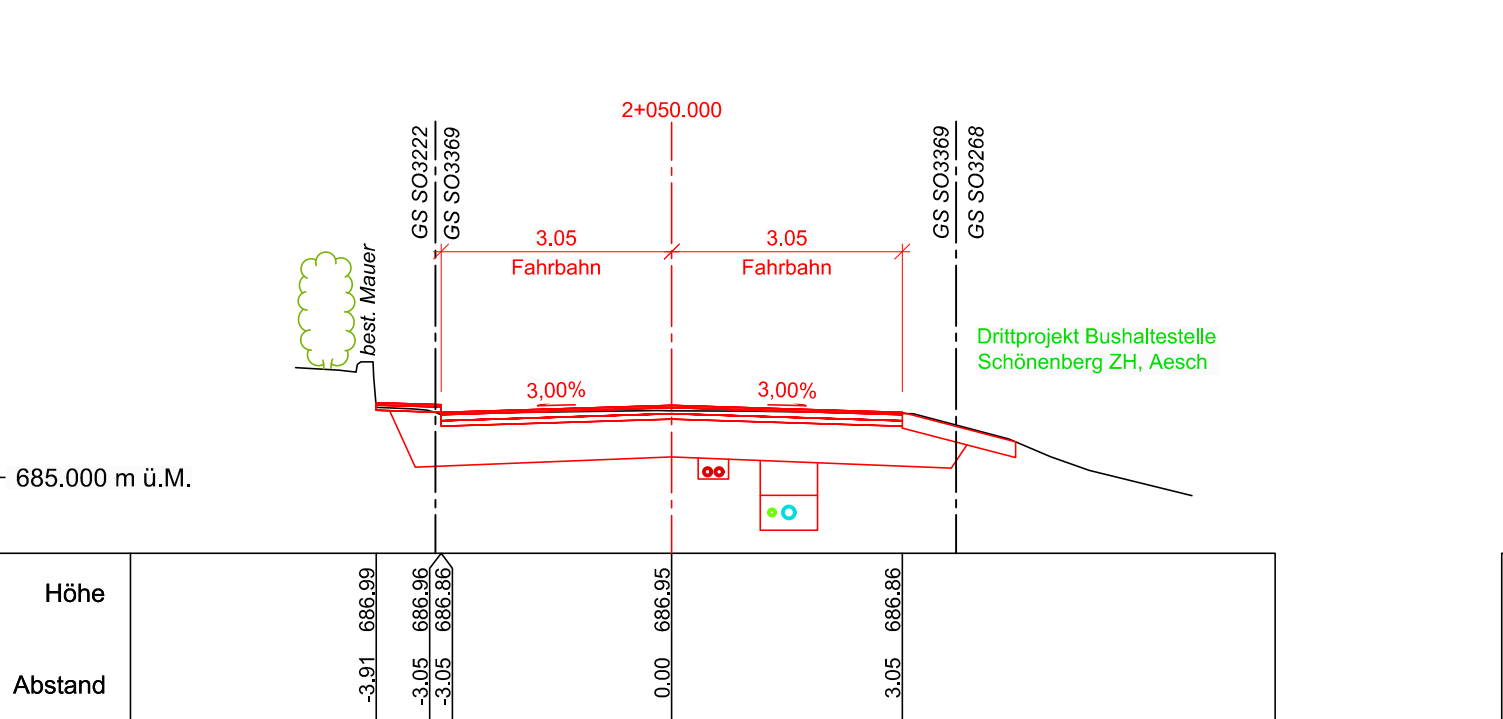 2+050.000
GS SO3222
GS SO3369
GS SO3369
GS SO3268
3.05
Fahrbahn
3.05
Fahrbahn
best. Mauer
Drittprojekt Bushaltestelle
Schönenberg ZH, Aesch
3,00%
3,00%
685.000 m ü.M.
Höhe
686.99
686.96
686.86
686.95
686.86
Abstand
-3.91
-3.05
-3.05
0.00
3.05